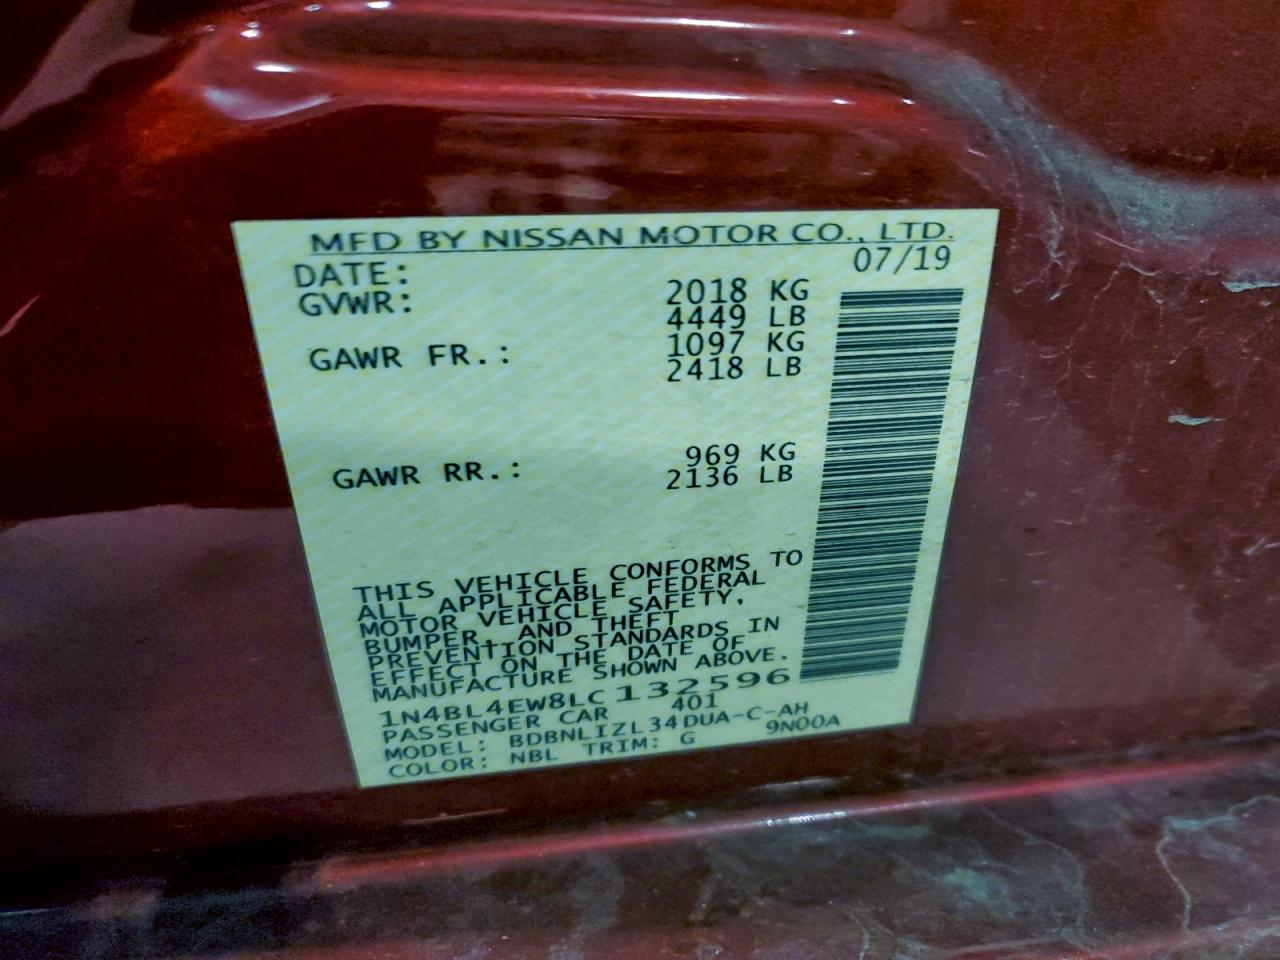 MFD BY NISSAN MOTOR CO., LTD.
DATE: 07/19
GVWR: 2018 KG
4449 LB
GAWR FR.: 1097 KG
2418 LB
GAWR RR.: 969 KG
2136 LB
THIS VEHICLE CONFORMS TO
ALL APPLICABLE FEDERAL
MOTOR VEHICLE SAFETY,
BUMPER, AND THEFT
PREVENTION STANDARDS IN
EFFECT ON THE DATE OF
MANUFACTURE SHOWN ABOVE.
1N4BL4EW8LC132596
PASSENGER CAR 401
MODEL: BDBNLIZL34DUA-C-AH
COLOR: NBL TRIM: G 9N00A